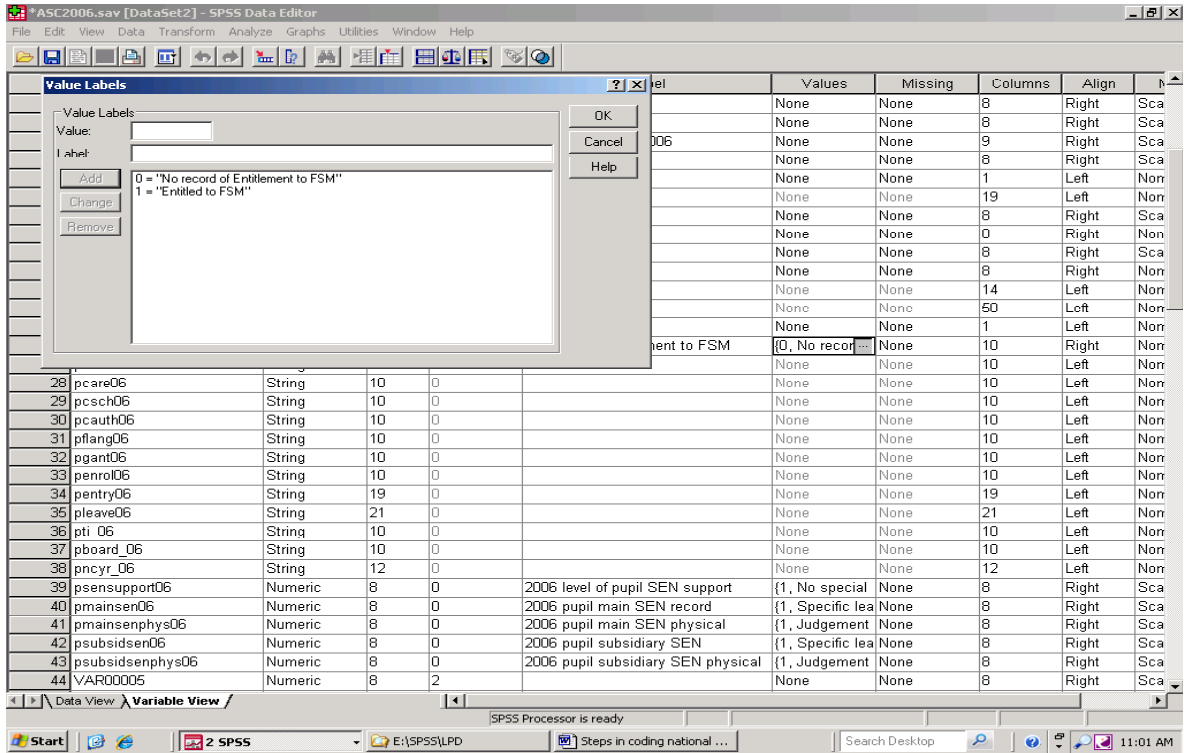 *ASC2006.sav [DataSet2] - SPSS Data Editor
File Edit View Data Transform Analyze Graphs Utilities Window Help
Value Labels
Value Labels
Value:
Label:
OK
Cancel
Help
Add
Change
Remove
0 = "No record of Entitlement to FSM"
1 = "Entitled to FSM"
Values Missing Columns Align
None None 8 Right Sca
None None 8 Right Sca
None None 9 Right Sca
None None 8 Right Sca
None None 1 Left Nom
None None 19 Left Nom
None None 8 Right Sca
None None 0 Right Nom
None None 8 Right Sca
None None 8 Right Nom
None None 14 Left Nom
None None 50 Left Nom
None None 1 Left Nom
ent to FSM {0, No recor ... None 10 Right Nom
None None 10 Left Nom
28 pcare06 String 10 0 None None 10 Left Nom
29 pcsch06 String 10 0 None None 10 Left Nom
30 pcauth06 String 10 0 None None 10 Left Nom
31 pflang06 String 10 0 None None 10 Left Nom
32 pgant06 String 10 0 None None 10 Left Nom
33 penrol06 String 10 0 None None 10 Left Nom
34 pentry06 String 19 0 None None 19 Left Nom
35 pleave06 String 21 0 None None 21 Left Nom
36 pti_06 String 10 0 None None 10 Left Nom
37 pboard_06 String 10 0 None None 10 Left Nom
38 pncyr_06 String 12 0 None None 12 Left Nom
39 psensupport06 Numeric 8 0 2006 level of pupil SEN support {1, No special None 8 Right Sca
40 pmainsen06 Numeric 8 0 2006 pupil main SEN record {1, Specific lea None 8 Right Sca
41 pmainsenphys06 Numeric 8 0 2006 pupil main SEN physical {1, Judgement None 8 Right Sca
42 psubsidsen06 Numeric 8 0 2006 pupil subsidiary SEN {1, Specific lea None 8 Right Sca
43 psubsidsenphys06 Numeric 8 0 2006 pupil subsidiary SEN physical {1, Judgement None 8 Right Sca
44 VAR00005 Numeric 8 2 None None 8 Right Sca
Data View Variable View
SPSS Processor is ready
Start 2 SPSS E:\SPSS\LPD Steps in coding national ... Search Desktop 11:01 AM